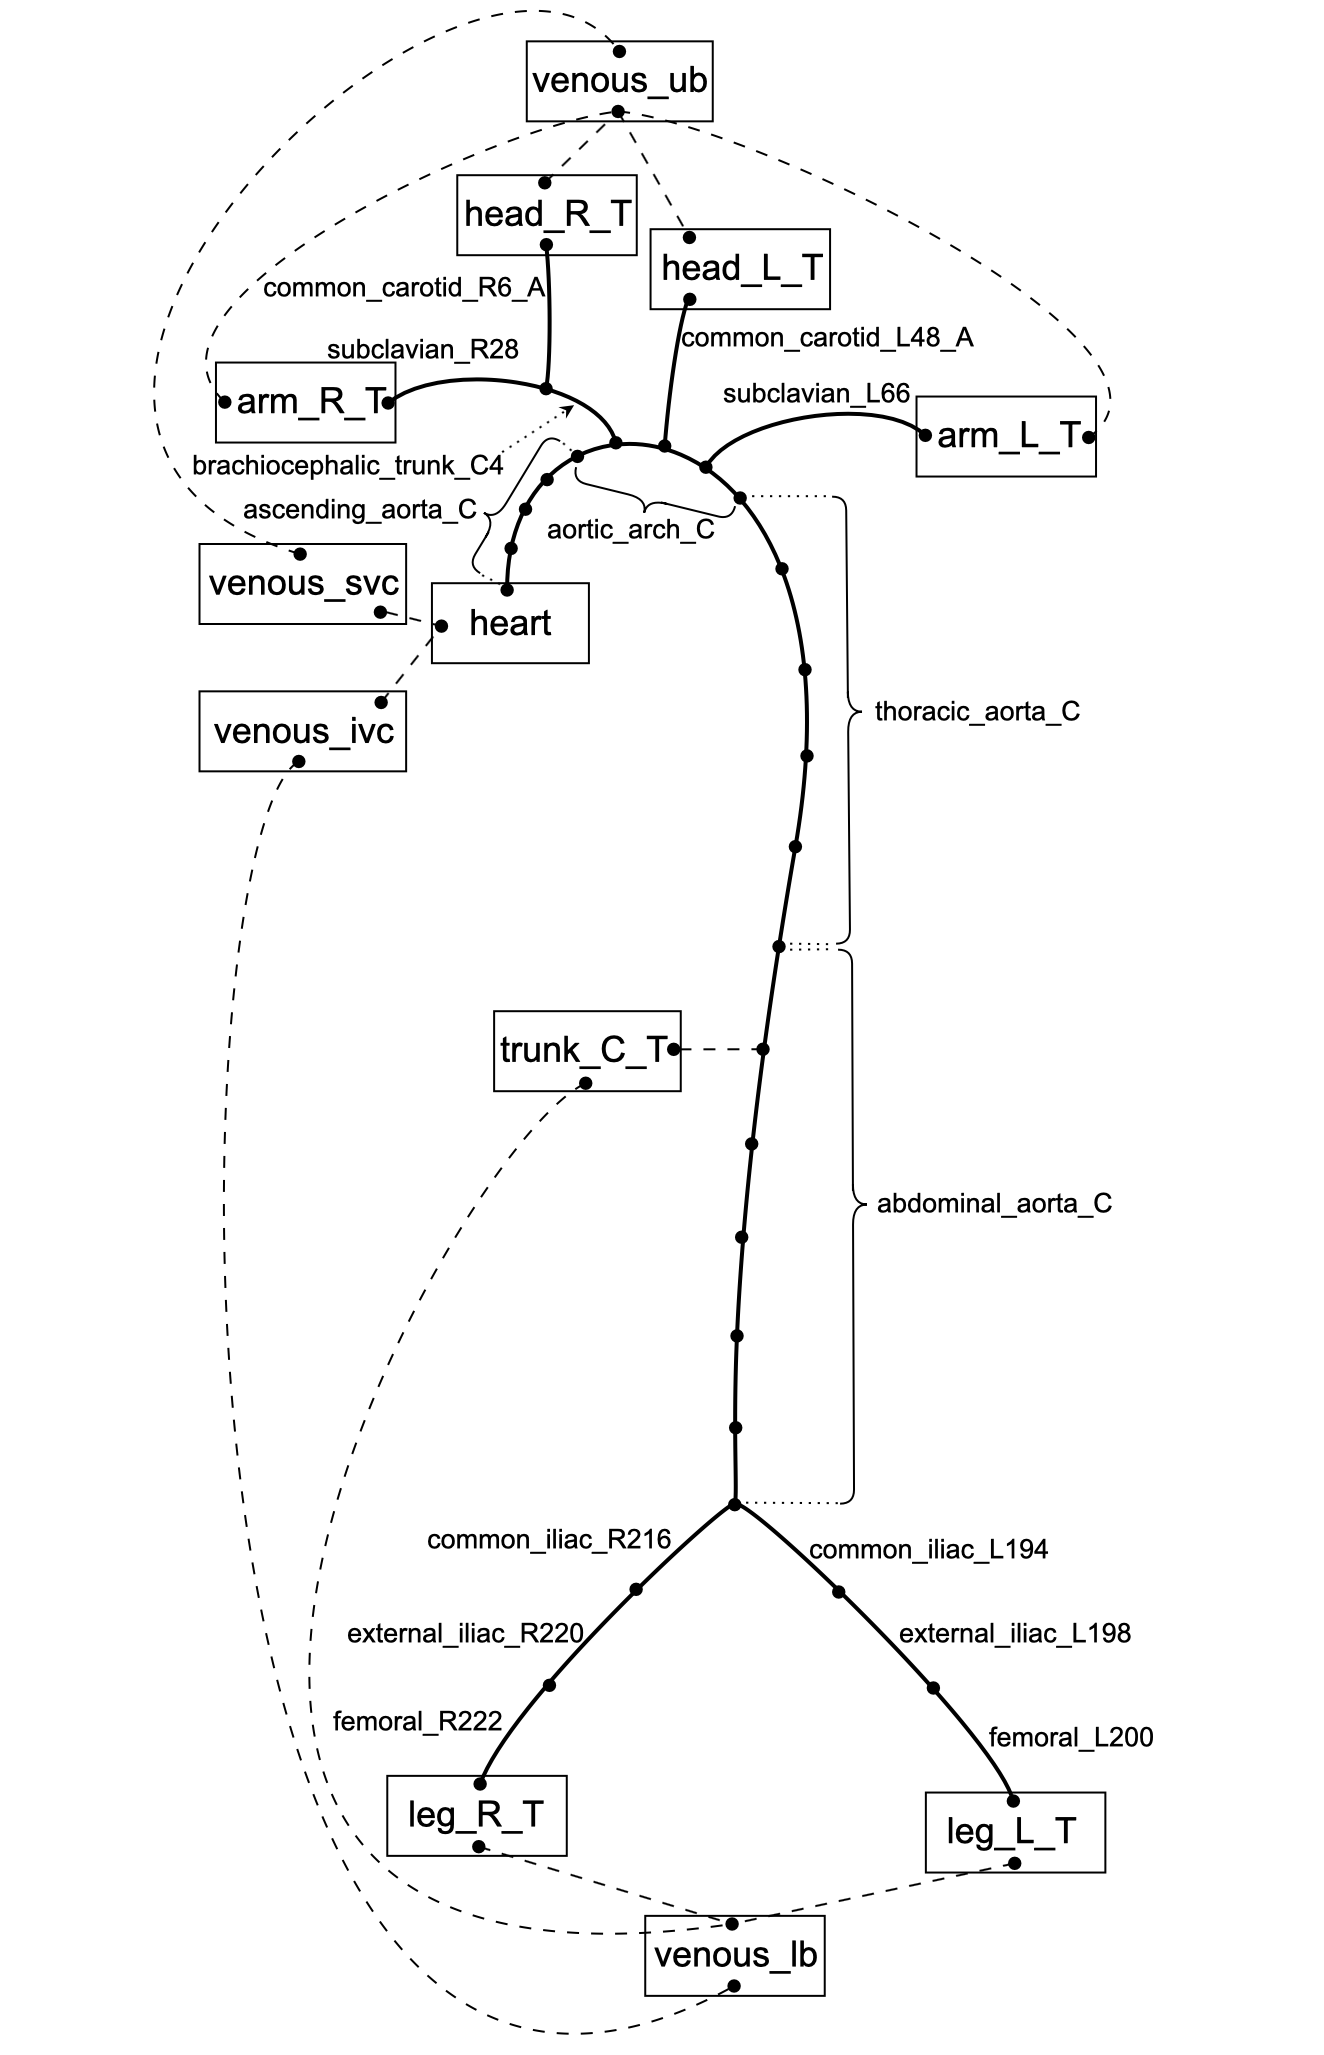 venous_ub
head_R_T
head_L_T
common_carotid_R6_A
common_carotid_L48_A
subclavian_R28
subclavian_L66
arm_R_T
arm_L_T
brachiocephalic_trunk_C4
ascending_aorta_C
aortic_arch_C
venous_svc
heart
thoracic_aorta_C
venous_ivc
trunk_C_T
abdominal_aorta_C
common_iliac_R216
common_iliac_L194
external_iliac_R220
external_iliac_L198
femoral_R222
femoral_L200
leg_R_T
leg_L_T
venous_lb